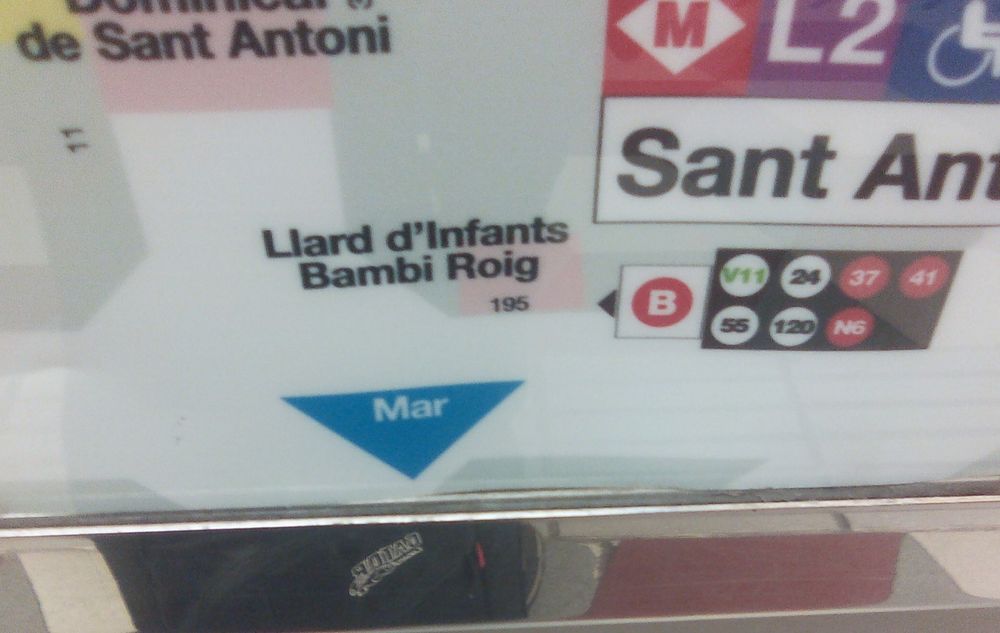 Dominical
de Sant Antoni
M L2
11
Sant Ant
Llard d'Infants
Bambi Roig
195
B
V11 24 37 41
55 120 N6
Mar